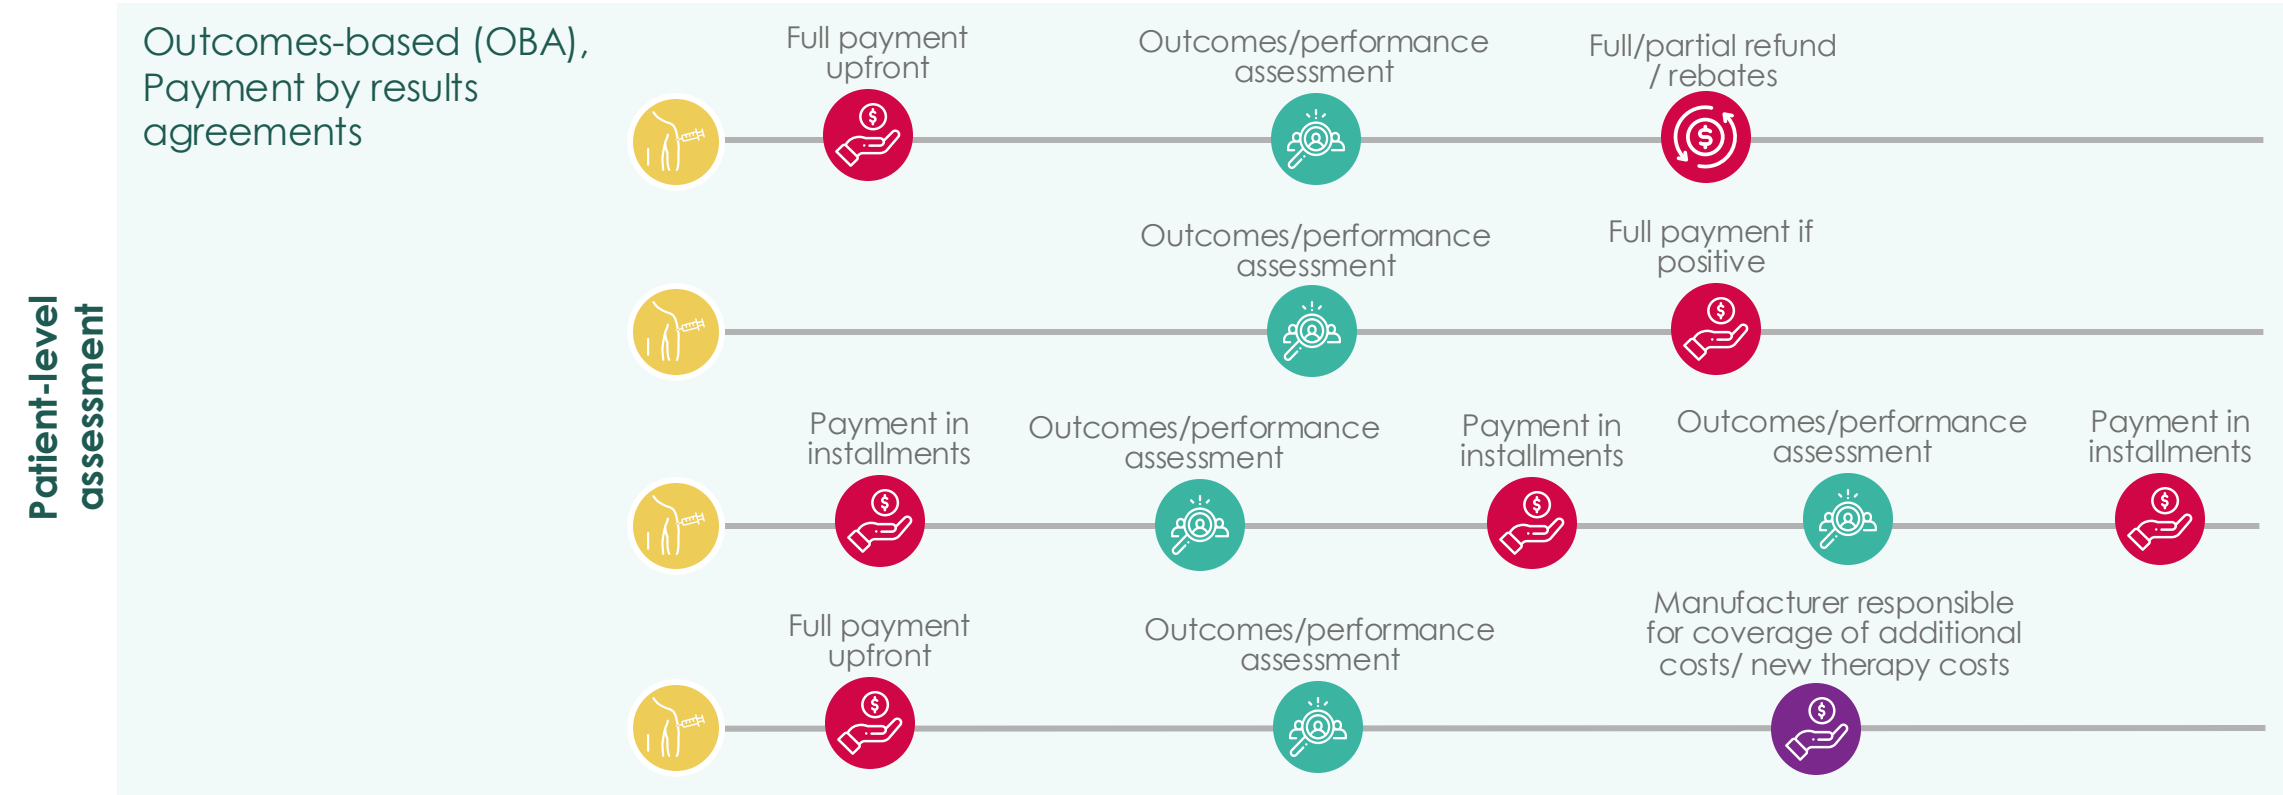 Outcomes-based (OBA),
Payment by results
agreements
Patient-level
assessment
Full payment
upfront
Outcomes/performance
assessment
Full/partial refund
/ rebates
Outcomes/performance
assessment
Full payment if
positive
Payment in
installments
Outcomes/performance
assessment
Payment in
installments
Outcomes/performance
assessment
Payment in
installments
Full payment
upfront
Outcomes/performance
assessment
Manufacturer responsible
for coverage of additional
costs/ new therapy costs